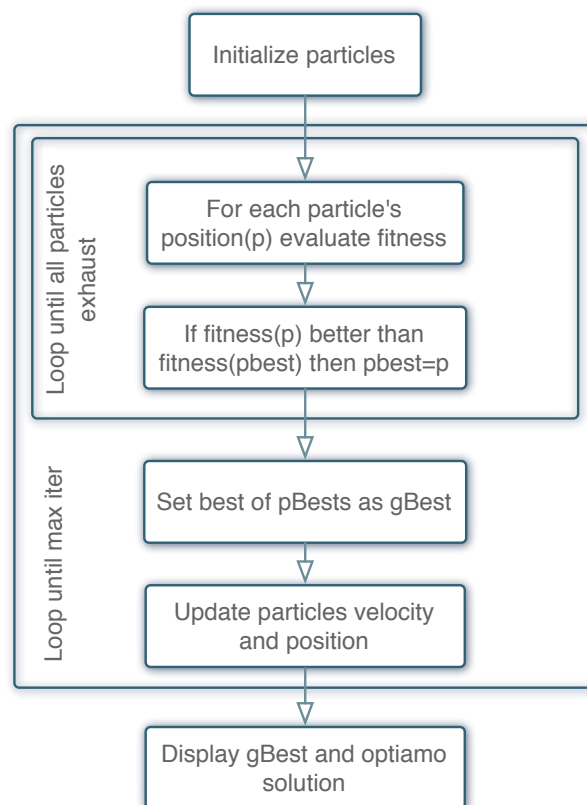 Initialize particles
Loop until all particles
exhaust
For each particle's
position(p) evaluate fitness
If fitness(p) better than
fitness(pbest) then pbest=p
Loop until max iter
Set best of pBests as gBest
Update particles velocity
and position
Display gBest and optiamo
solution